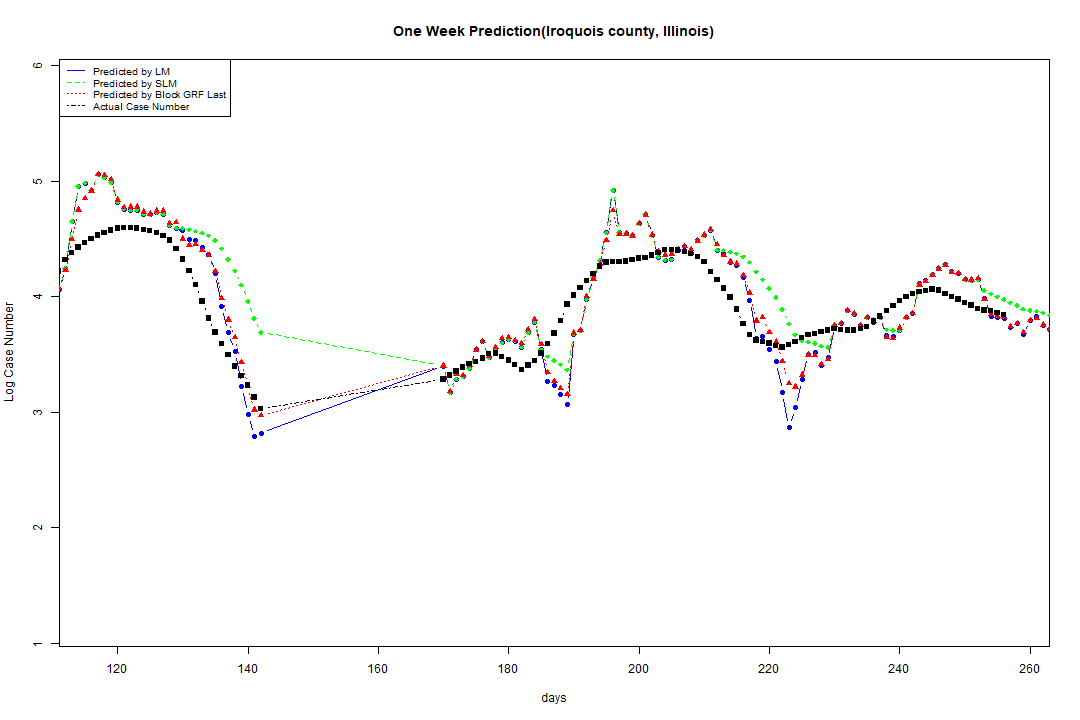 One Week Prediction(Iroquois county, Illinois)
Predicted by LM
Predicted by SLM
Predicted by Block GRF Last
Actual Case Number
Log Case Number
6
5
4
3
2
1
120 140 160 180 200 220 240 260
days